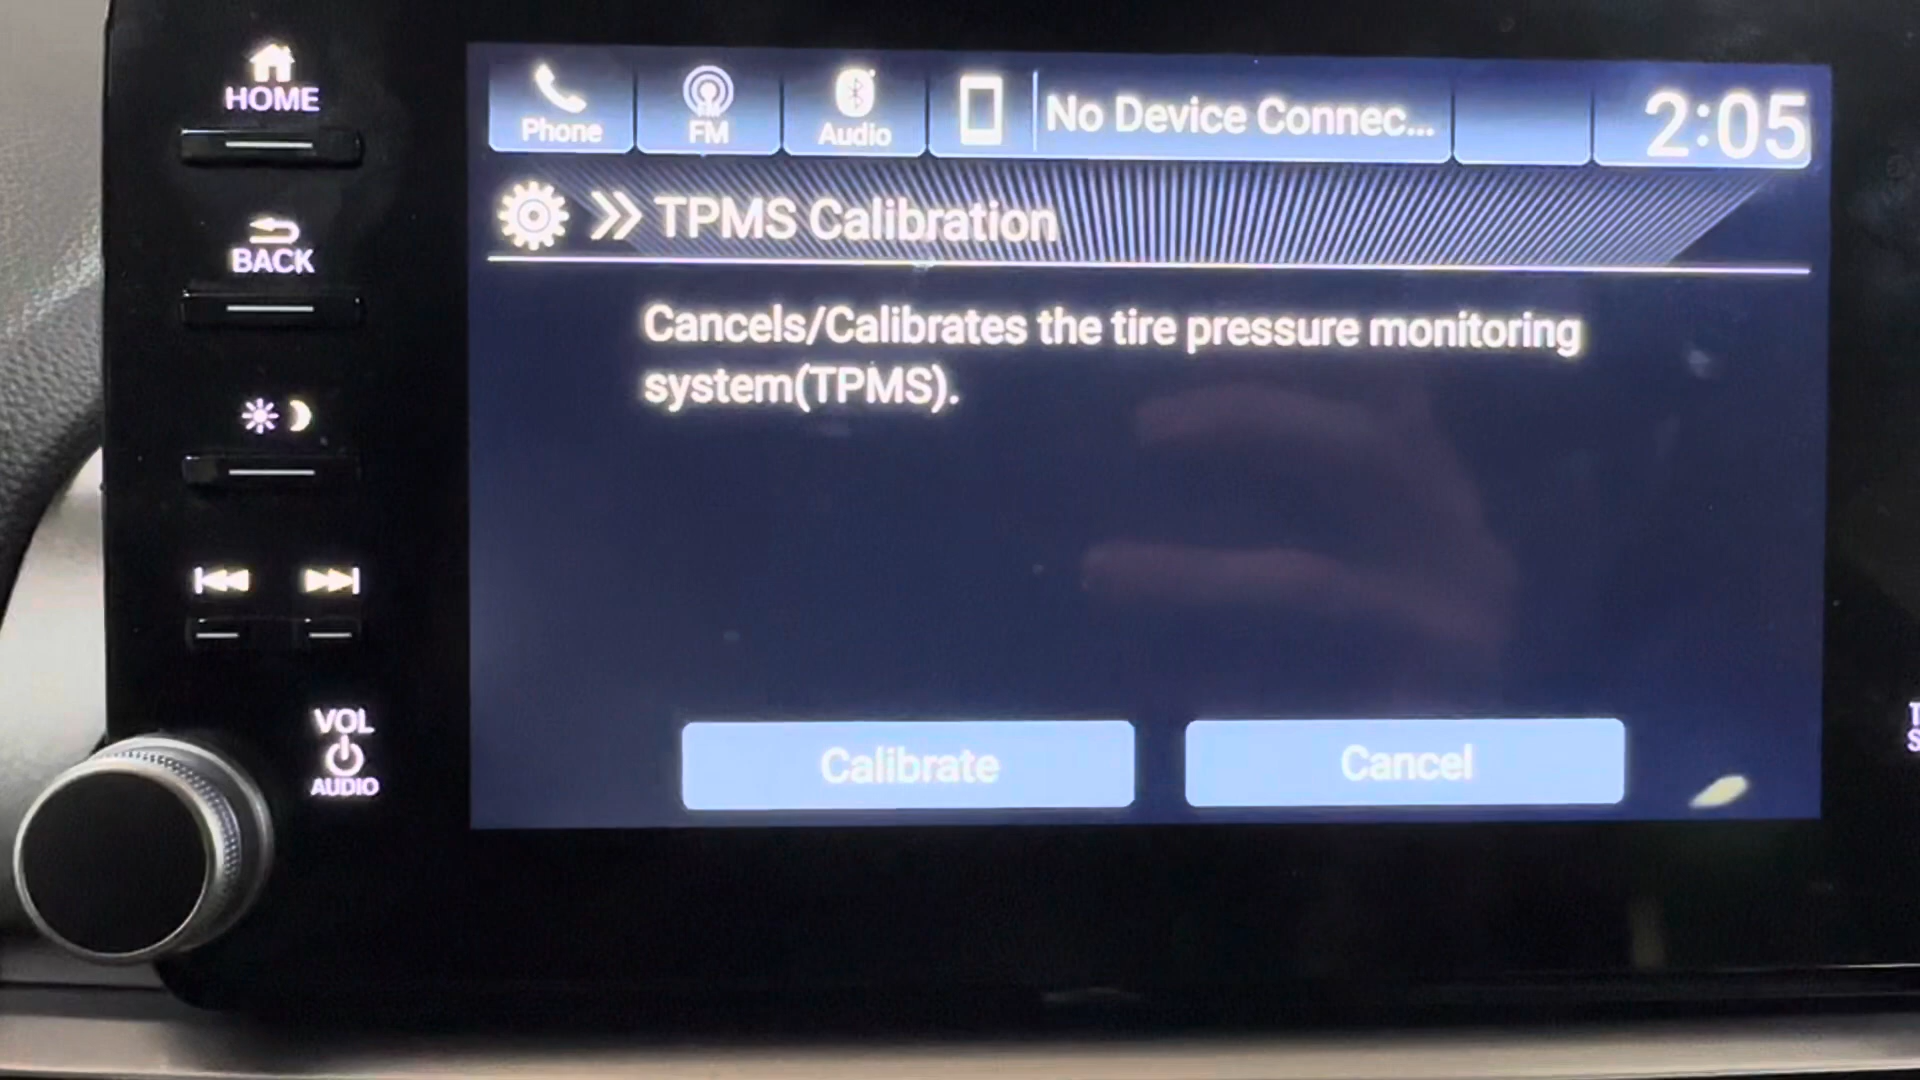 HOME
BACK
VOL
AUDIO
Phone
FM
Audio
No Device Connec...
2:05
TPMS Calibration
Cancels/Calibrates the tire pressure monitoring
system(TPMS).
Calibrate
Cancel